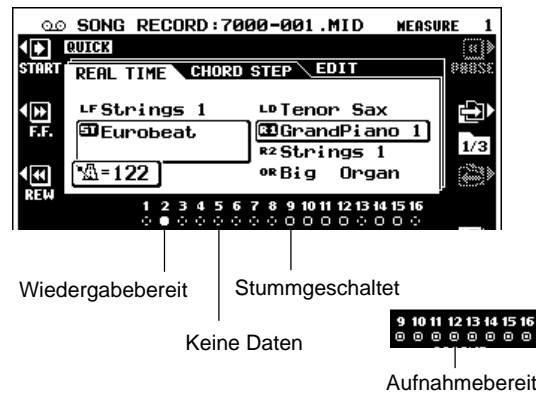 SONG RECORD:7000-001.MID MEASURE 1
QUICK
START
REAL TIME CHORD STEP EDIT
PAUSE
LF Strings 1 LD Tenor Sax
F.F.
ST Eurobeat R1 GrandPiano 1
R2 Strings 1 1/3
=122 OR Big Organ
REW
1 2 3 4 5 6 7 8 9 10 11 12 13 14 15 16
Wiedergabebereit Stummgeschaltet
Keine Daten
9 10 11 12 13 14 15 16
Aufnahmebereit